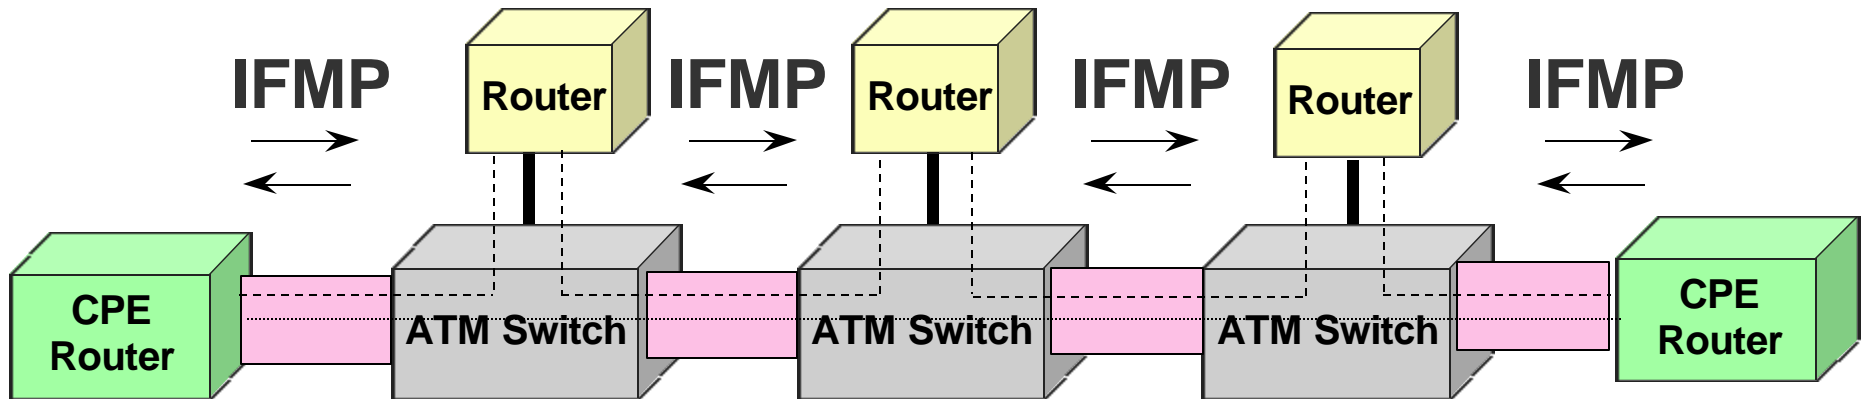 IFMP
Router
IFMP
Router
IFMP
Router
IFMP
CPE
Router
ATM Switch
ATM Switch
ATM Switch
CPE
Router